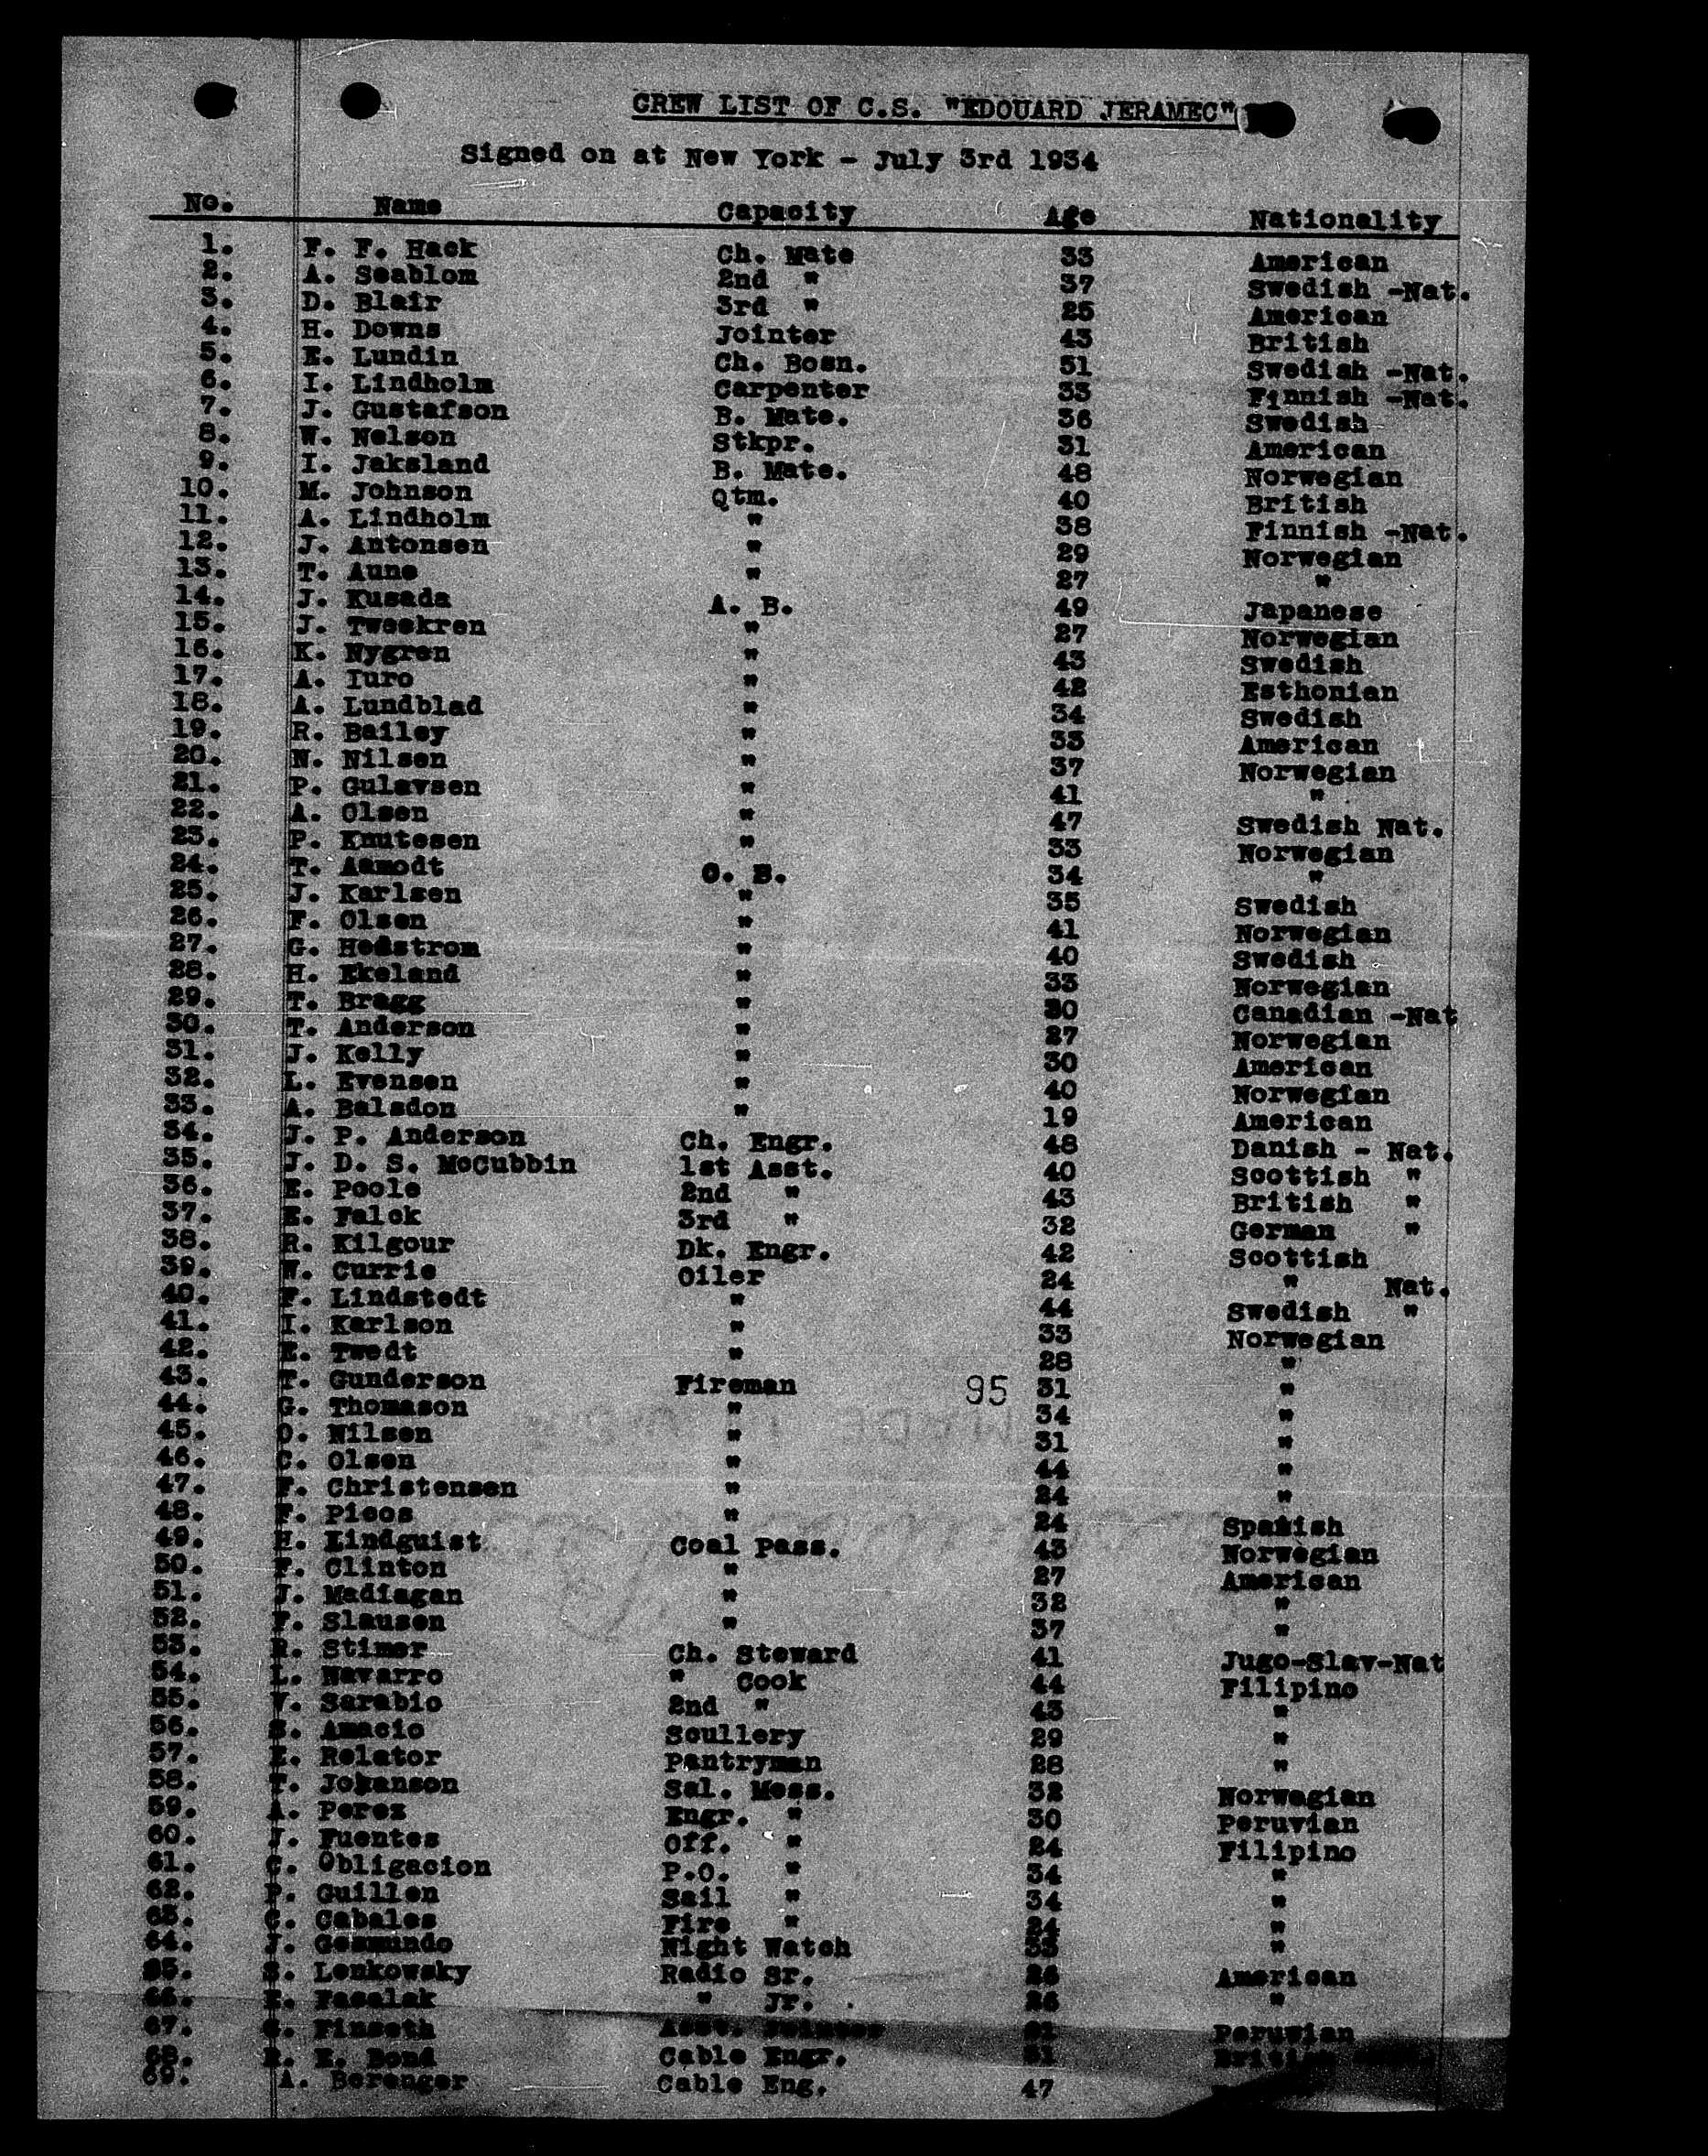 CREW LIST OF C.S. "EDOUARD JERAMEC"
Signed on at New York - July 3rd 1934
No. Name Capacity Age Nationality
1. F. F. Hack Ch. Mate 33 American
2. A. Seablom 2nd " 37 Swedish -Nat.
3. D. Blair 3rd " 25 American
4. H. Downs Jointer 43 British
5. E. Lundin Ch. Bosn. 51 Swedish -Nat.
6. I. Lindholm Carpenter 33 Finnish -Nat.
7. J. Gustafson B. Mate. 36 Swedish
8. W. Nelson Stkpr. 31 American
9. I. Jaksland B. Mate. 48 Norwegian
10. M. Johnson Qtm. 40 British
11. A. Lindholm " 38 Finnish -Nat.
12. J. Antonsen " 29 Norwegian
13. T. Aune " 27 "
14. J. Kusada A. B. 49 Japanese
15. J. Tweekren " 27 Norwegian
16. K. Nygren " 43 Swedish
17. A. Turo " 42 Esthonian
18. A. Lundblad " 34 Swedish
19. R. Bailey " 33 American
20. N. Nilsen " 37 Norwegian
21. P. Gulavsen " 41 "
22. A. Olsen " 47 Swedish Nat.
23. P. Knutesen " 33 Norwegian
24. T. Aamodt O. S. 34 "
25. J. Karlsen " 35 Swedish
26. F. Olsen " 41 Norwegian
27. G. Hedstrom " 40 Swedish
28. H. Ekeland " 33 Norwegian
29. T. Bragg " 30 Canadian -Nat
30. T. Anderson " 27 Norwegian
31. J. Kelly " 30 American
32. L. Evensen " 40 Norwegian
33. A. Balsdon " 19 American
34. J. P. Anderson Ch. Engr. 48 Danish - Nat.
35. J. D. S. McCubbin 1st Asst. 40 Scottish "
36. E. Poole 2nd " 43 British "
37. E. Falck 3rd " 32 German "
38. R. Kilgour Dk. Engr. 42 Scottish
39. W. Currie Oiler 24 " Nat.
40. F. Lindstedt " 44 Swedish "
41. I. Karlson " 33 Norwegian
42. E. Twedt " 28 "
43. T. Gunderson Fireman 95 31 "
44. G. Thomason " 34 "
45. O. Nilsen " 31 "
46. C. Olsen " 44 "
47. F. Christensen " 24 "
48. F. Picos " 24 Spanish
49. H. Lindguist Coal Pass. 43 Norwegian
50. F. Clinton " 27 American
51. J. Madiagan " 32 "
52. F. Slausen " 37 "
53. R. Stimer Ch. Steward 41 Jugo-Slav-Nat
54. L. Navarro " Cook 44 Filipino
55. V. Sarabio 2nd " 43 "
56. S. Amacio Scullery 29 "
57. E. Relator Pantryman 28 "
58. T. Johanson Sal. Mess. 32 Norwegian
59. A. Perez Engr. " 30 Peruvian
60. J. Fuentes Off. " 24 Filipino
61. C. Obligacion P.O. " 34 "
62. P. Guillen Sail " 34 "
63. C. Cabales Fire " 24 "
64. J. Gesmundo Night Watch 33 "
65. S. Lenkowsky Radio Sr. 26 American
66. Jr. 26 "
67. Finseth Asst. Peruvian
68. E. Bond Cable Engr. 31
69. A. Berenger Cable Eng. 47